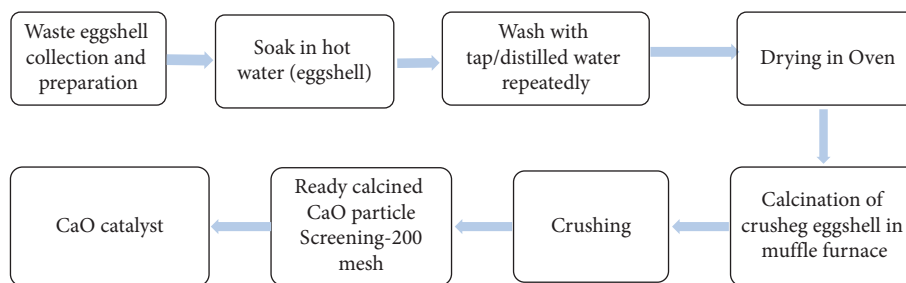 Waste eggshell
collection and
preparation
Soak in hot
water (eggshell)
Wash with
tap/distilled water
repeatedly
Drying in Oven
Calcination of
crusheg eggshell in
muffle furnace
Crushing
Ready calcined
CaO particle
Screening-200
mesh
CaO catalyst